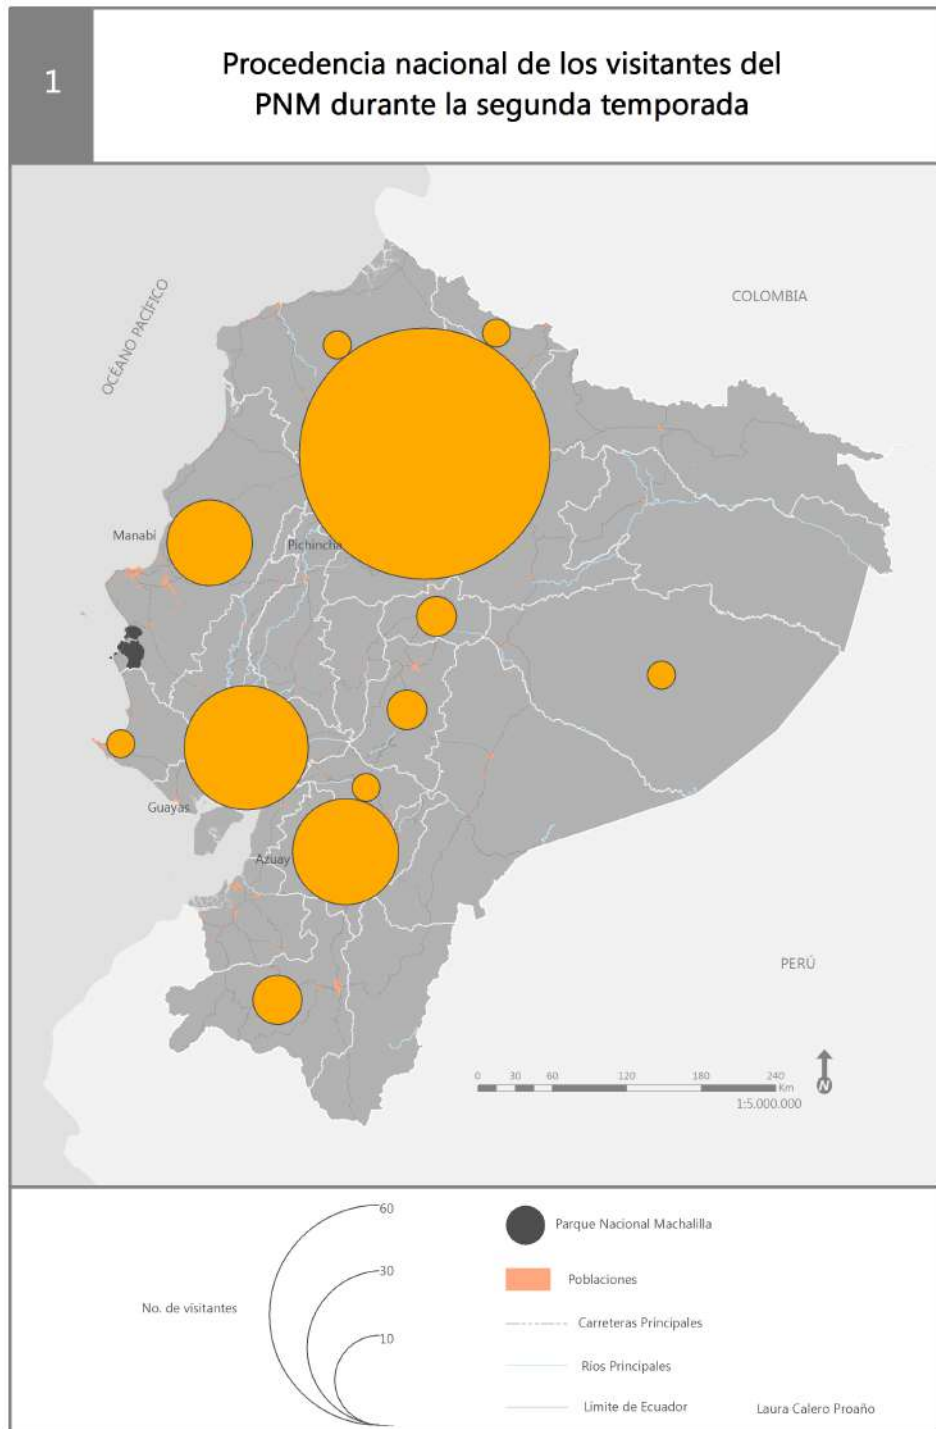 1
Procedencia nacional de los visitantes del
PNM durante la segunda temporada
COLOMBIA
OCÉANO PACÍFICO
Manabí
Pichincha
Guayas
Azuay
PERÚ
0 30 60 120 180 240
Km
N
1:5.000.000
60
Parque Nacional Machalilla
30
Poblaciones
No. de visitantes
Carreteras Principales
10
Ríos Principales
Límite de Ecuador
Laura Calero Proaño